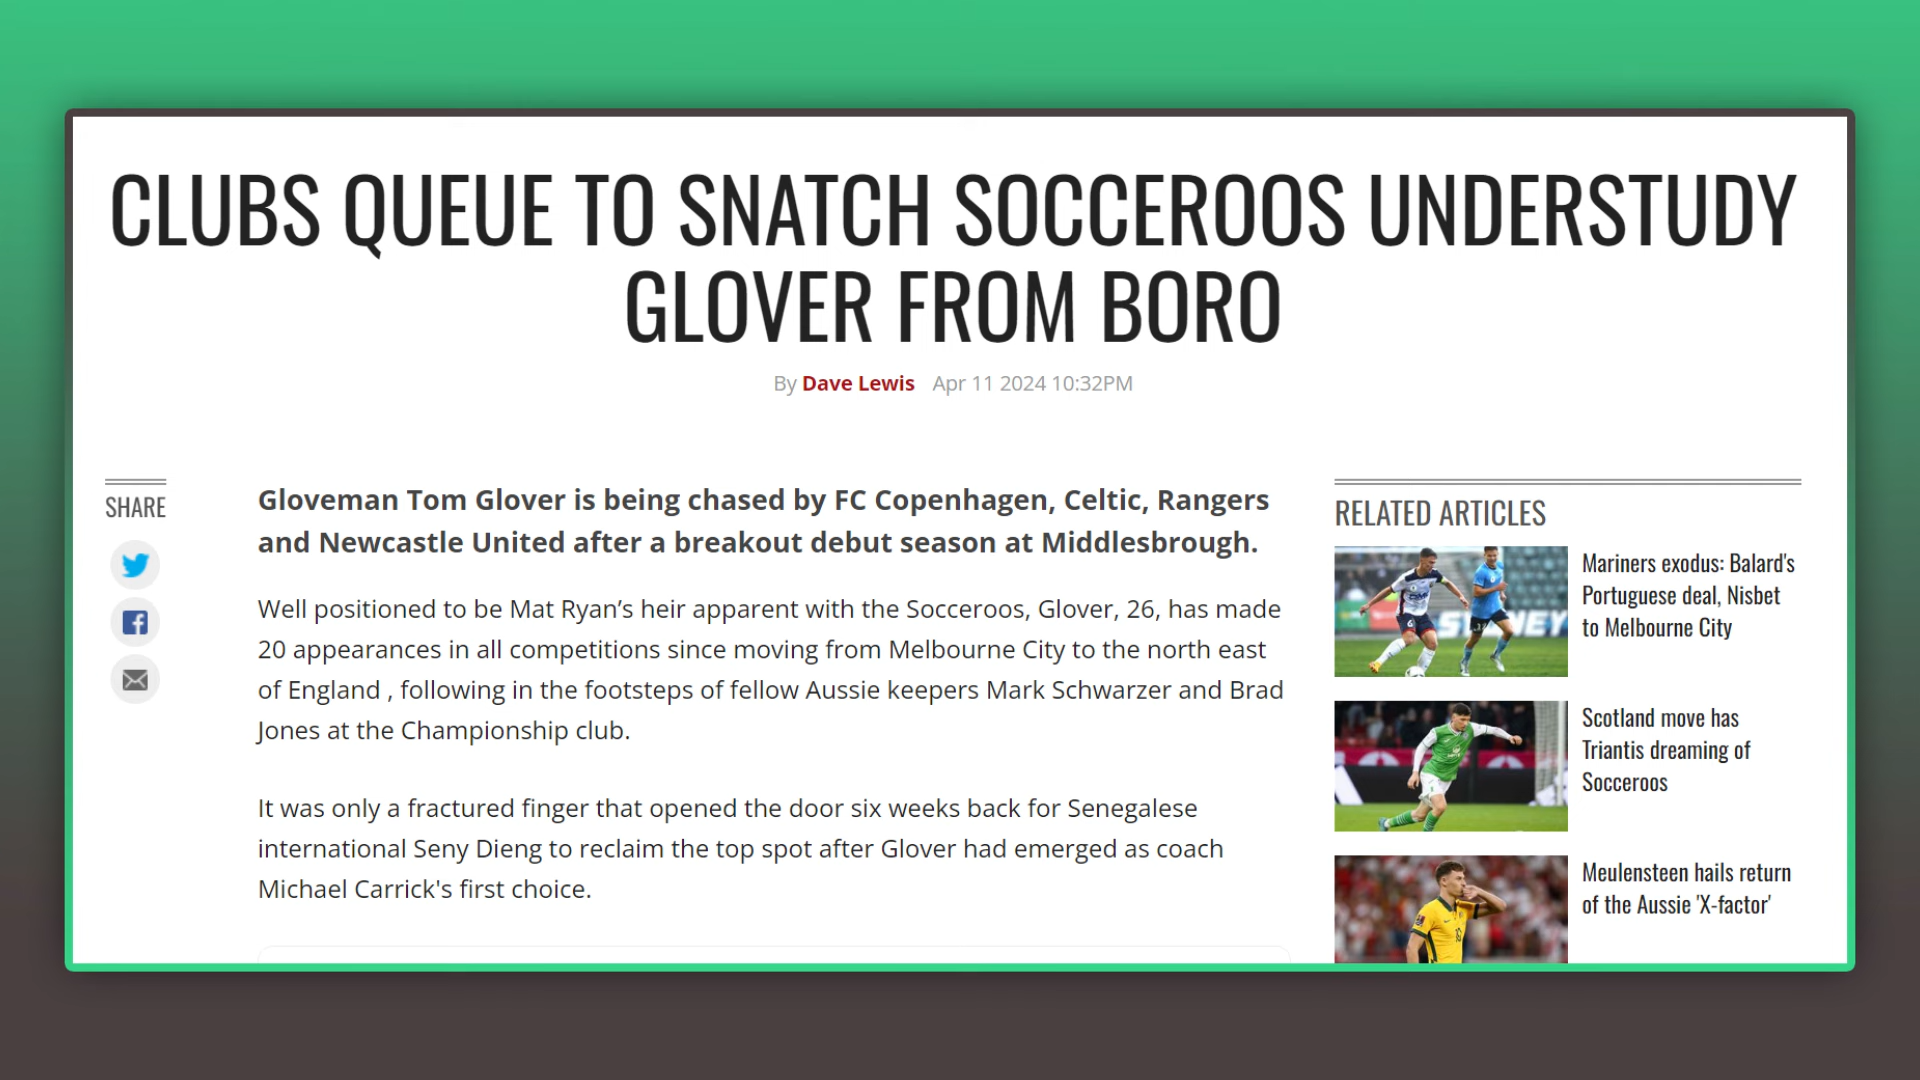 CLUBS QUEUE TO SNATCH SOCCEROOS UNDERSTUDY
GLOVER FROM BORO
By Dave Lewis Apr 11 2024 10:32PM
SHARE
Gloveman Tom Glover is being chased by FC Copenhagen, Celtic, Rangers
and Newcastle United after a breakout debut season at Middlesbrough.
Well positioned to be Mat Ryan’s heir apparent with the Socceroos, Glover, 26, has made
20 appearances in all competitions since moving from Melbourne City to the north east
of England , following in the footsteps of fellow Aussie keepers Mark Schwarzer and Brad
Jones at the Championship club.
It was only a fractured finger that opened the door six weeks back for Senegalese
international Seny Dieng to reclaim the top spot after Glover had emerged as coach
Michael Carrick's first choice.
RELATED ARTICLES
Mariners exodus: Balard's
Portuguese deal, Nisbet
to Melbourne City
Scotland move has
Triantis dreaming of
Socceroos
Meulensteen hails return
of the Aussie 'X-factor'